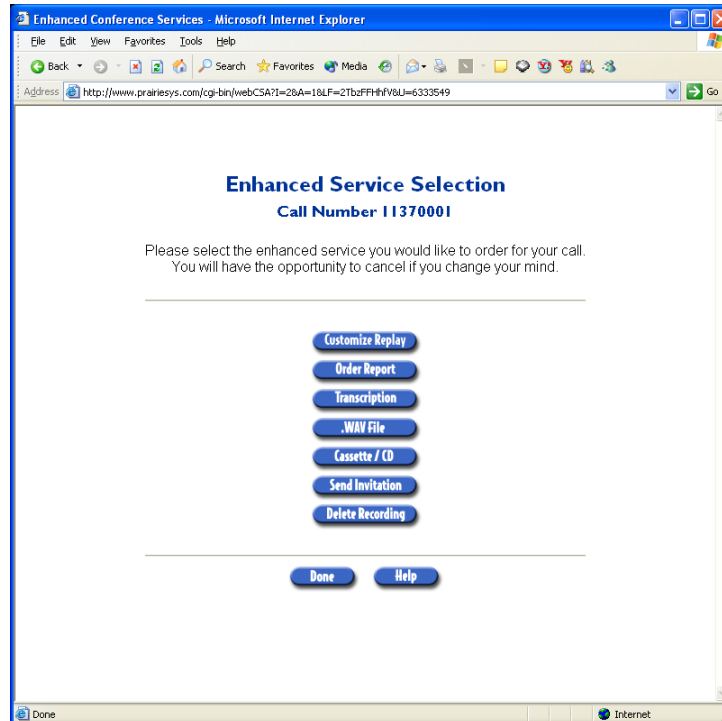 Enhanced Conference Services - Microsoft Internet Explorer
File Edit View Favorites Tools Help
Back Search Favorites Media
Address http://www.prairiesys.com/cgi-bin/webCSA?I=2&A=1&LF=2TbzFFHhfV&U=6333549 Go
Enhanced Service Selection
Call Number 11370001
Please select the enhanced service you would like to order for your call.
You will have the opportunity to cancel if you change your mind.
Customize Replay
Order Report
Transcription
.WAV File
Cassette / CD
Send Invitation
Delete Recording
Done Help
Done Internet